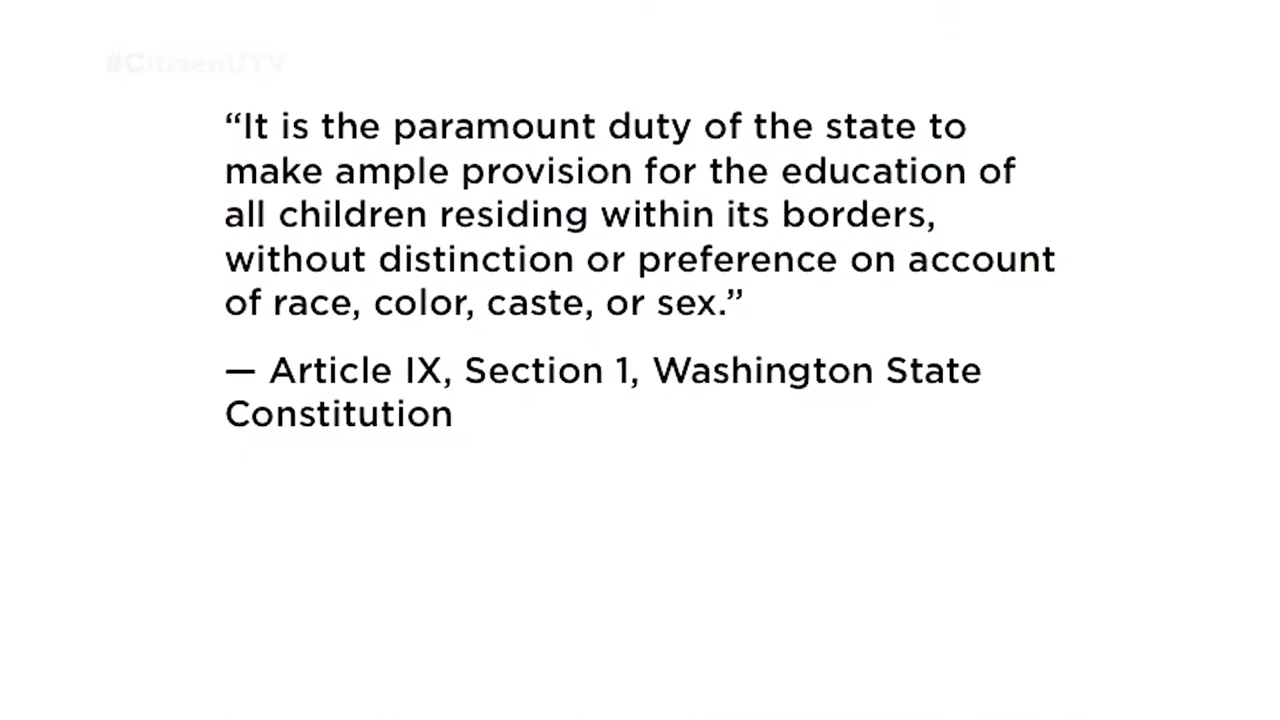 #CitizenUTV
“It is the paramount duty of the state to
make ample provision for the education of
all children residing within its borders,
without distinction or preference on account
of race, color, caste, or sex.”
— Article IX, Section 1, Washington State
Constitution